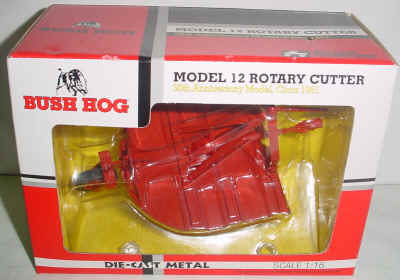 BUSH HOG
MODEL 12 ROTARY CUTTER
BUSH HOG
MODEL 12 ROTARY CUTTER
50th Anniversary Model, Circa 1951
DIE-CAST METAL
SCALE 1:16